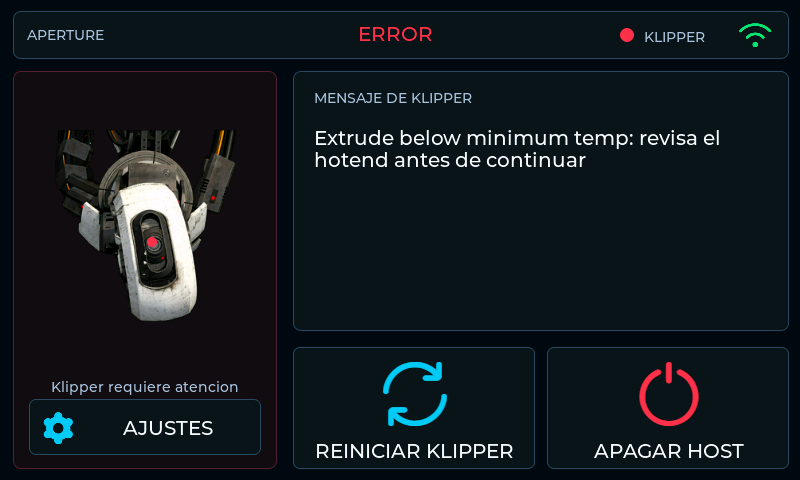 APERTURE
ERROR
KLIPPER
MENSAJE DE KLIPPER
Extrude below minimum temp: revisa el
hotend antes de continuar
Klipper requiere atencion
AJUSTES
REINICIAR KLIPPER
APAGAR HOST